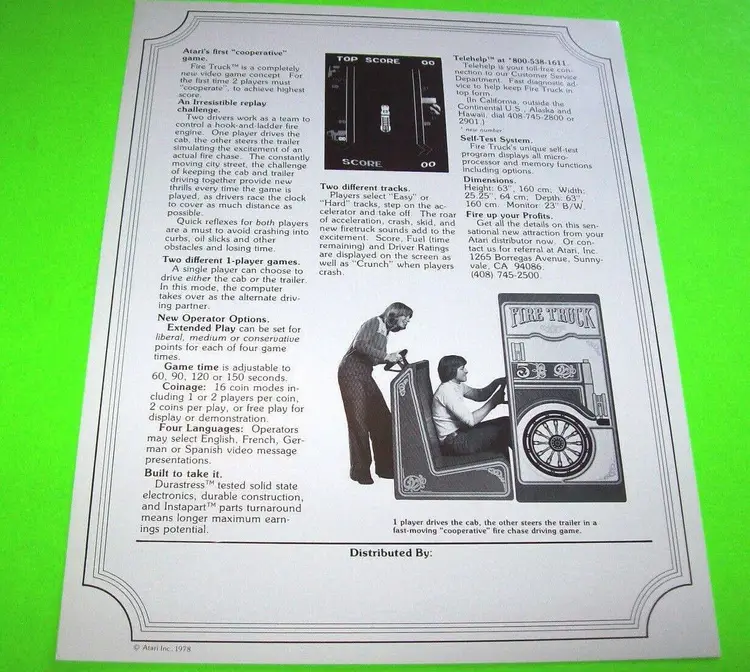 Atari's first "cooperative"
game.
Fire Truck™ is a completely
new video game concept. For
the first time 2 players must
"cooperate", to achieve highest
score.
An Irresistible replay
challenge.
Two drivers work as a team to
control a hook-and-ladder fire
engine. One player drives the
cab, the other steers the trailer
simulating the excitement of an
actual fire chase. The constantly
moving city street, the challenge
of keeping the cab and trailer
driving together provide new
thrills every time the game is
played, as drivers race the clock
to cover as much distance as
possible.
Quick reflexes for both players
are a must to avoid crashing into
curbs, oil slicks and other
obstacles and losing time.
Two different 1-player games.
A single player can choose to
drive either the cab or the trailer.
In this mode, the computer
takes over as the alternate driv-
ing partner.
New Operator Options.
Extended Play can be set for
liberal, medium or conservative
points for each of four game
times.
Game time is adjustable to
60, 90, 120 or 150 seconds.
Coinage: 16 coin modes in-
cluding 1 or 2 players per coin,
2 coins per play, or free play for
display or demonstration.
Four Languages: Operators
may select English, French, Ger-
man or Spanish video message
presentations.
Built to take it.
Durastress™ tested solid state
electronics, durable construction,
and Instapart™ parts turnaround
means longer maximum earn-
ings potential.
TOP SCORE 00
SCORE 00
Two different tracks.
Players select "Easy" or
"Hard" tracks, step on the ac-
celerator and take off. The roar
of acceleration, crash, skid, and
new firetruck sounds add to the
excitement. Score, Fuel (time
remaining) and Driver Ratings
are displayed on the screen as
well as "Crunch" when players
crash.
Telehelp™ at *800-538-1611.
Telehelp is your toll-free con-
nection to our Customer Service
Department. Fast diagnostic ad-
vice to help keep Fire Truck in
top form.
(In California, outside the
Continental U.S., Alaska and
Hawaii, dial 408-745-2800 or
2901.)
* new number
Self-Test System.
Fire Truck's unique self-test
program displays all micro-
processor and memory functions
including options.
Dimensions.
Height: 63", 160 cm, Width:
25.25", 64 cm, Depth: 63",
160 cm. Monitor: 23" B/W.
Fire up your Profits.
Get all the details on this sen-
sational new attraction from your
Atari distributor now. Or con-
tact us for referral at Atari, Inc.
1265 Borregas Avenue, Sunny-
vale, CA 94086.
(408) 745-2500.
FIRE TRUCK
1 player drives the cab, the other steers the trailer in a
fast-moving "cooperative" fire chase driving game.
Distributed By:
© Atari Inc. 1978